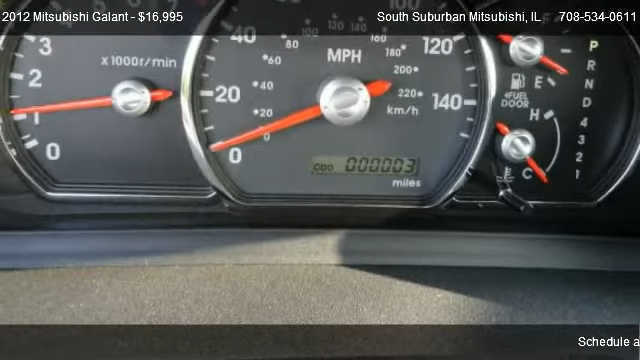 2012 Mitsubishi Galant - $16,995 South Suburban Mitsubishi, IL 708-534-0611
3
2
1
0
x1000r/min
0
20
40
120
140
MPH
0
20
40
60
80
100
120
140
160
180
200
220
km/h
ODO 000003
miles
E
FUEL DOOR
H
C
P
R
N
D
4
3
2
1
Schedule a